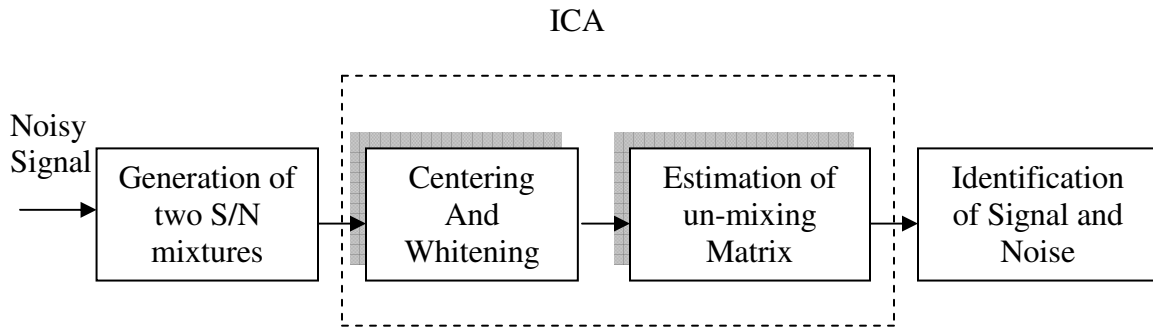 ICA
Noisy
Signal
Generation of
two S/N
mixtures
Centering
And
Whitening
Estimation of
un-mixing
Matrix
Identification
of Signal and
Noise